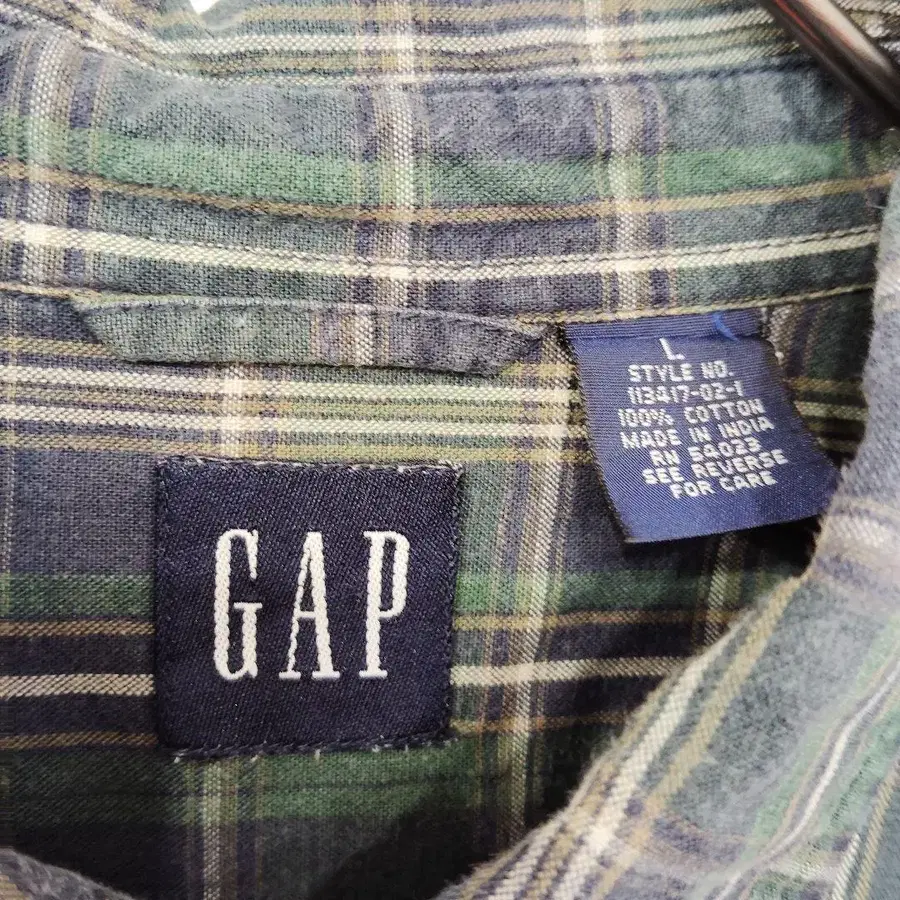 L
STYLE NO.
113417-02-1
100% COTTON
MADE IN INDIA
RN 54023
SEE REVERSE
FOR CARE
GAP